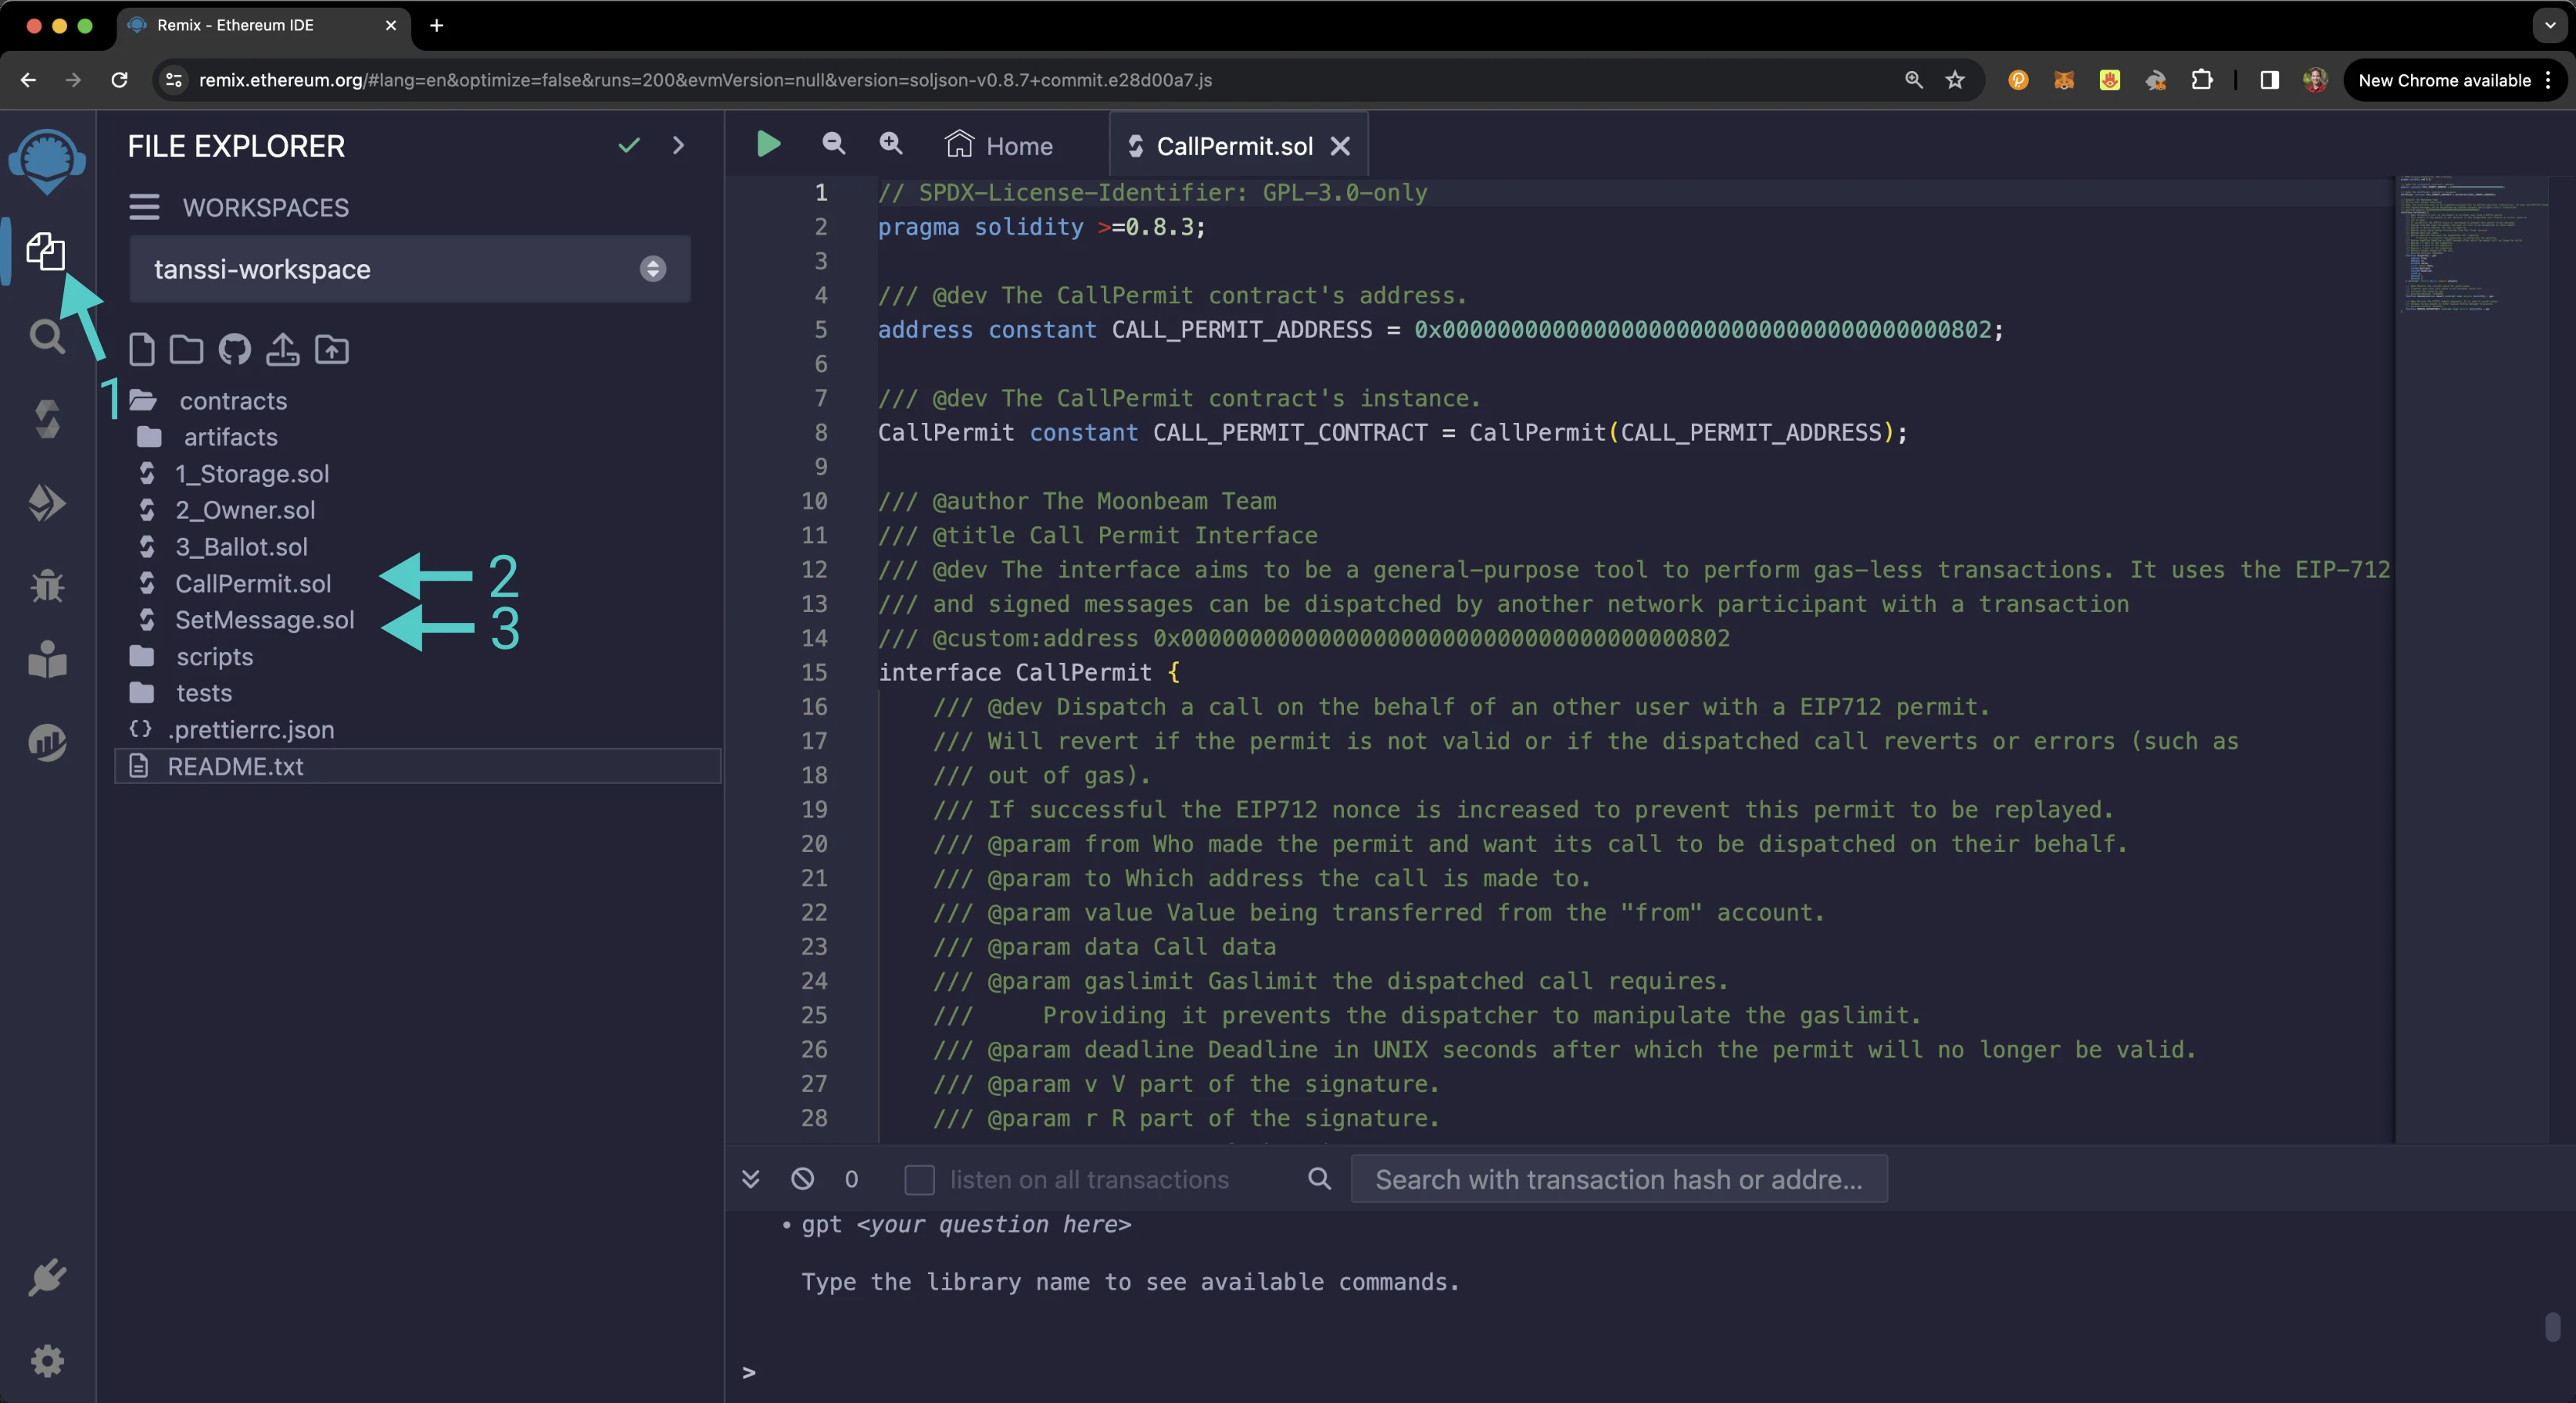 Remix - Ethereum IDE
remix.ethereum.org/#lang=en&optimize=false&runs=200&evmVersion=null&version=soljson-v0.8.7+commit.e28d00a7.js
New Chrome available
FILE EXPLORER
WORKSPACES
tanssi-workspace
1
contracts
artifacts
1_Storage.sol
2_Owner.sol
3_Ballot.sol
CallPermit.sol
2
SetMessage.sol
3
scripts
tests
{} .prettierrc.json
README.txt
Home
CallPermit.sol
1 // SPDX-License-Identifier: GPL-3.0-only
2 pragma solidity >=0.8.3;
3
4 /// @dev The CallPermit contract's address.
5 address constant CALL_PERMIT_ADDRESS = 0x0000000000000000000000000000000000000802;
6
7 /// @dev The CallPermit contract's instance.
8 CallPermit constant CALL_PERMIT_CONTRACT = CallPermit(CALL_PERMIT_ADDRESS);
9
10 /// @author The Moonbeam Team
11 /// @title Call Permit Interface
12 /// @dev The interface aims to be a general-purpose tool to perform gas-less transactions. It uses the EIP-712
13 /// and signed messages can be dispatched by another network participant with a transaction
14 /// @custom:address 0x0000000000000000000000000000000000000802
15 interface CallPermit {
16 /// @dev Dispatch a call on the behalf of an other user with a EIP712 permit.
17 /// Will revert if the permit is not valid or if the dispatched call reverts or errors (such as
18 /// out of gas).
19 /// If successful the EIP712 nonce is increased to prevent this permit to be replayed.
20 /// @param from Who made the permit and want its call to be dispatched on their behalf.
21 /// @param to Which address the call is made to.
22 /// @param value Value being transferred from the "from" account.
23 /// @param data Call data
24 /// @param gaslimit Gaslimit the dispatched call requires.
25 /// Providing it prevents the dispatcher to manipulate the gaslimit.
26 /// @param deadline Deadline in UNIX seconds after which the permit will no longer be valid.
27 /// @param v V part of the signature.
28 /// @param r R part of the signature.
0
listen on all transactions
Search with transaction hash or addre...
• gpt <your question here>
Type the library name to see available commands.
>